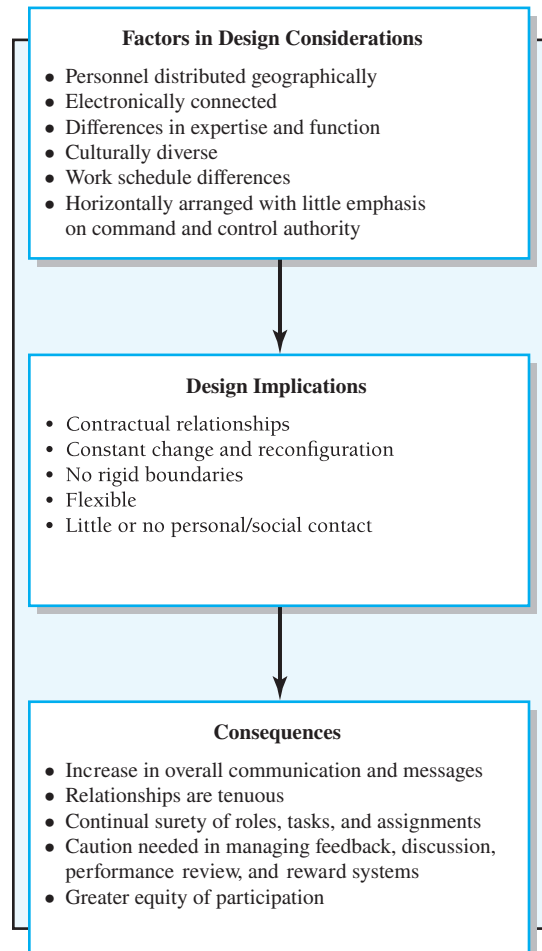 Factors in Design Considerations
• Personnel distributed geographically
• Electronically connected
• Differences in expertise and function
• Culturally diverse
• Work schedule differences
• Horizontally arranged with little emphasis
on command and control authority
Design Implications
• Contractual relationships
• Constant change and reconfiguration
• No rigid boundaries
• Flexible
• Little or no personal/social contact
Consequences
• Increase in overall communication and messages
• Relationships are tenuous
• Continual surety of roles, tasks, and assignments
• Caution needed in managing feedback, discussion,
performance review, and reward systems
• Greater equity of participation